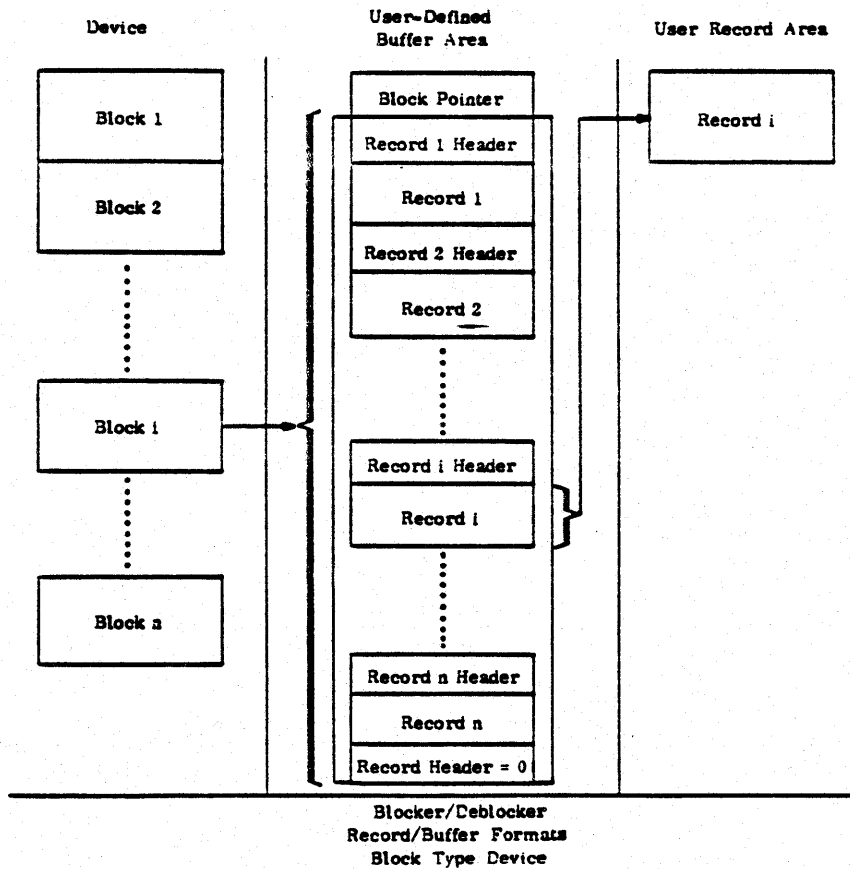 Device
User-Defined
Buffer Area
User Record Area
Block 1
Block 2
Block i
Block n
Block Pointer
Record 1 Header
Record 1
Record 2 Header
Record 2
Record i Header
Record i
Record n Header
Record n
Record Header = 0
Record i
Blocker/Deblocker
Record/Buffer Formats
Block Type Device